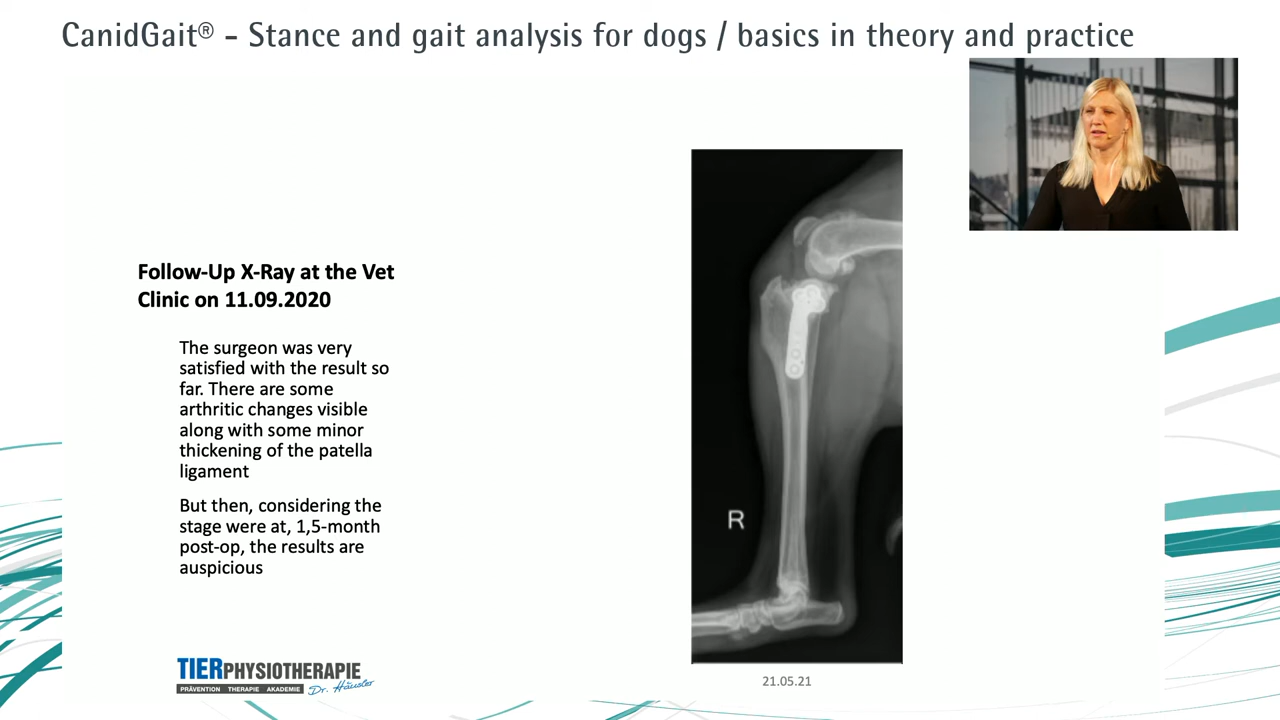 CanidGait® - Stance and gait analysis for dogs / basics in theory and practice
Follow-Up X-Ray at the Vet
Clinic on 11.09.2020
The surgeon was very
satisfied with the result so
far. There are some
arthritic changes visible
along with some minor
thickening of the patella
ligament
But then, considering the
stage were at, 1,5-month
post-op, the results are
auspicious
R
TIERPHYSIOTHERAPIE
PRÄVENTION THERAPIE AKADEMIE Dr. Häusler
21.05.21